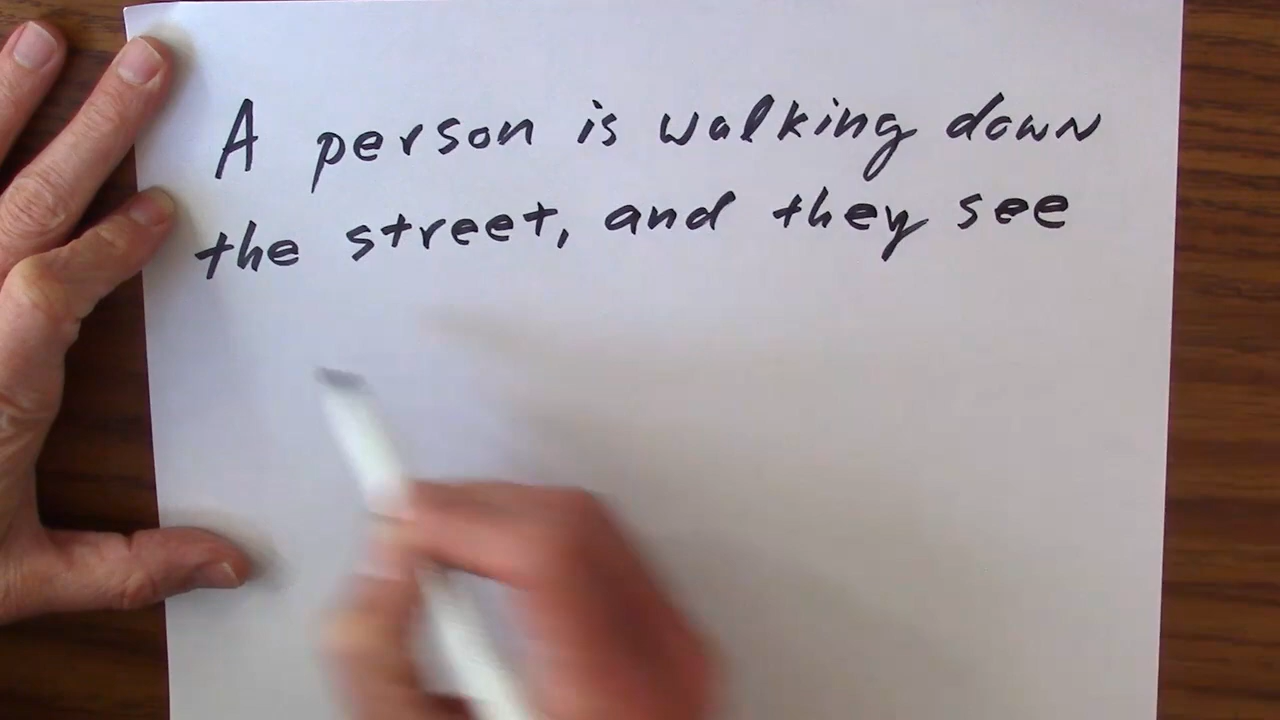 A person is walking down
the street, and they see